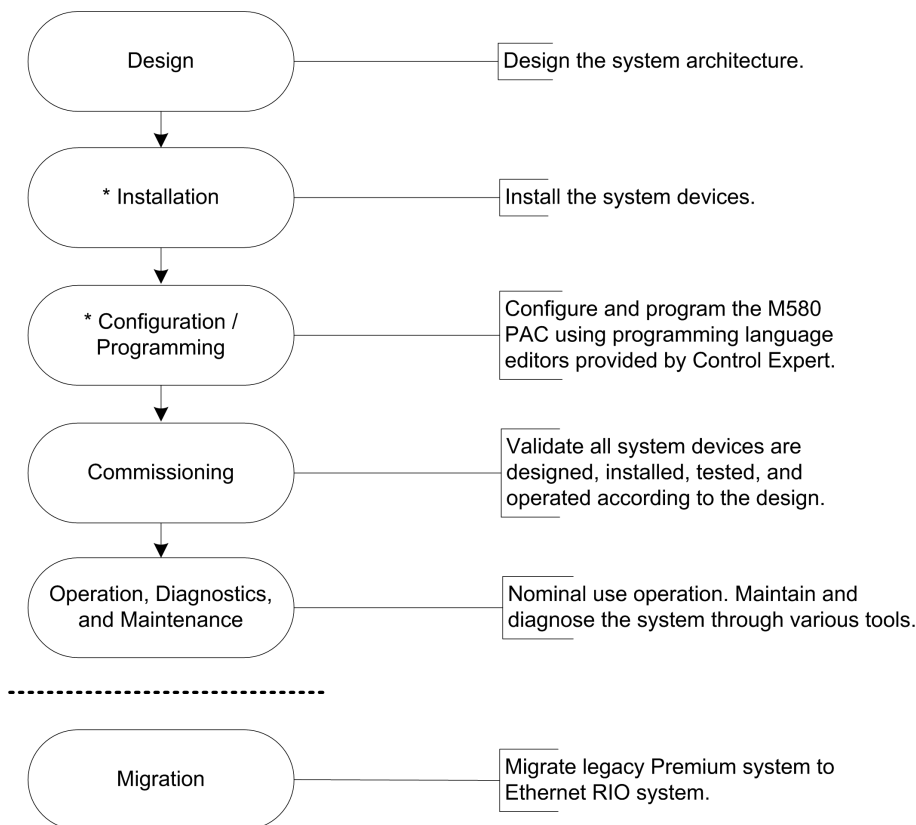 Design
Design the system architecture.
* Installation
Install the system devices.
* Configuration /
Programming
Configure and program the M580
PAC using programming language
editors provided by Control Expert.
Commissioning
Validate all system devices are
designed, installed, tested, and
operated according to the design.
Operation, Diagnostics,
and Maintenance
Nominal use operation. Maintain and
diagnose the system through various tools.
Migration
Migrate legacy Premium system to
Ethernet RIO system.